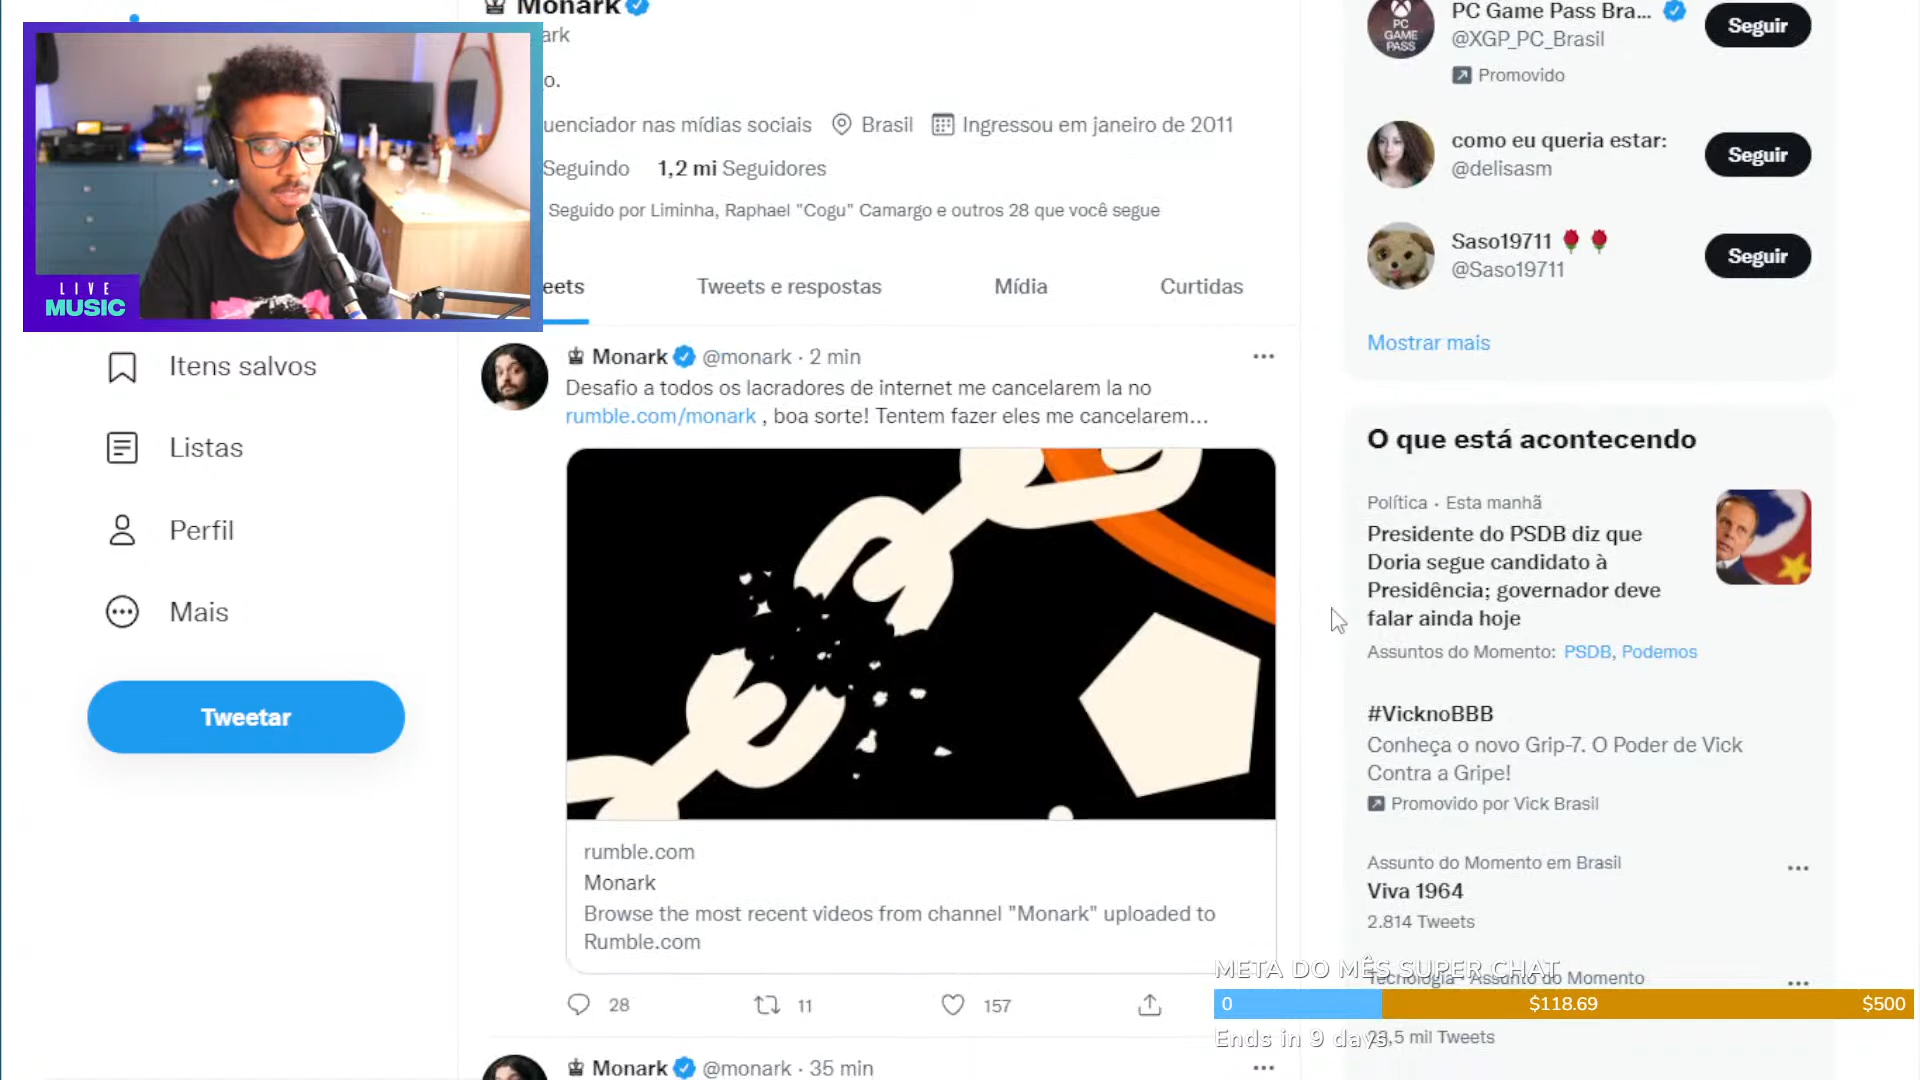 Monark
ark
o.
uenciador nas mídias sociais
Brasil
Ingressou em janeiro de 2011
Seguindo
1,2 mi Seguidores
Seguido por Liminha, Raphael "Cogu" Camargo e outros 28 que você segue
eets
Tweets e respostas
Mídia
Curtidas
LIVE
MUSIC
Itens salvos
Listas
Perfil
Mais
Tweetar
Monark @monark · 2 min
Desafio a todos os lacradores de internet me cancelarem la no
rumble.com/monark , boa sorte! Tentem fazer eles me cancelarem...
rumble.com
Monark
Browse the most recent videos from channel "Monark" uploaded to
Rumble.com
28
11
157
Monark @monark · 35 min
PC GAME PASS
PC Game Pass Bra...
@XGP_PC_Brasil
Promovido
Seguir
como eu queria estar:
@delisasm
Seguir
Saso19711
@Saso19711
Seguir
Mostrar mais
O que está acontecendo
Política · Esta manhã
Presidente do PSDB diz que
Doria segue candidato à
Presidência; governador deve
falar ainda hoje
Assuntos do Momento: PSDB, Podemos
#VicknoBBB
Conheça o novo Grip-7. O Poder de Vick
Contra a Gripe!
Promovido por Vick Brasil
Assunto do Momento em Brasil
Viva 1964
2.814 Tweets
META DO MÊS SUPER CHAT
Tecnologia · Assunto do Momento
0
$118.69
$500
Ends in 9 days
,5 mil Tweets